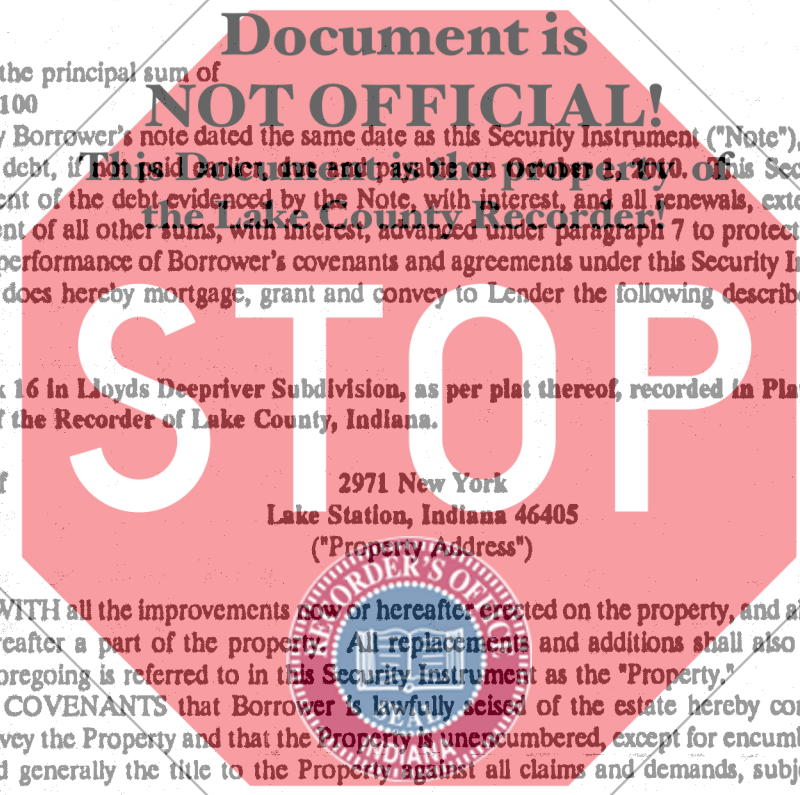 Document is
the principal sum of
100
NOT OFFICIAL!
Borrower's note dated the same date as this Security Instrument ("Note"),
debt, if not paid earlier, due and payable on October 1, 2010. This Sec
This Document is the property of
nt of the debt evidenced by the Note, with interest, and all renewals, exte
the Lake County Recorder!
nt of all other sums, with interest, advanced under paragraph 7 to protect
performance of Borrower's covenants and agreements under this Security I
does hereby mortgage, grant and convey to Lender the following describe
STOP
16 in Lloyds Deepriver Subdivision, as per plat thereof, recorded in Pla
f the Recorder of Lake County, Indiana.
f 2971 New York
Lake Station, Indiana 46405
("Property Address")
RECORDER'S OFFICE
SEAL
INDIANA
WITH all the improvements now or hereafter erected on the property, and al
reafter a part of the property. All replacements and additions shall also
oregoing is referred to in this Security Instrument as the "Property."
COVENANTS that Borrower is lawfully seised of the estate hereby con
vey the Property and that the Property is unencumbered, except for encumb
d generally the title to the Property against all claims and demands, subj